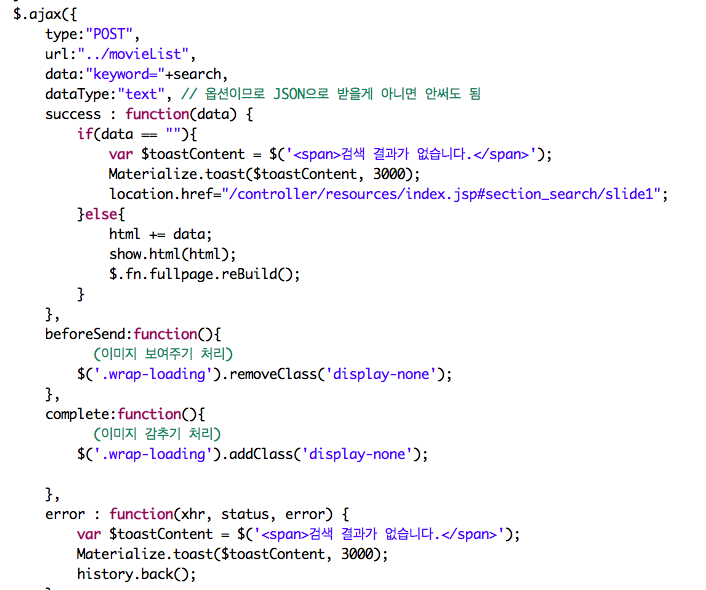 $.ajax({
    type:"POST",
    url:"../movieList",
    data:"keyword="+search,
    dataType:"text", // 옵션이므로 JSON으로 받을게 아니면 안써도 됨
    success : function(data) {
        if(data == ""){
            var $toastContent = $('<span>검색 결과가 없습니다.</span>');
            Materialize.toast($toastContent, 3000);
            location.href="/controller/resources/index.jsp#section_search/slide1";
        }else{
            html += data;
            show.html(html);
            $.fn.fullpage.reBuild();
        }
    },
    beforeSend:function(){
          (이미지 보여주기 처리)
        $('.wrap-loading').removeClass('display-none');
    },
    complete:function(){
          (이미지 감추기 처리)
        $('.wrap-loading').addClass('display-none');

    },
    error : function(xhr, status, error) {
        var $toastContent = $('<span>검색 결과가 없습니다.</span>');
        Materialize.toast($toastContent, 3000);
        history.back();